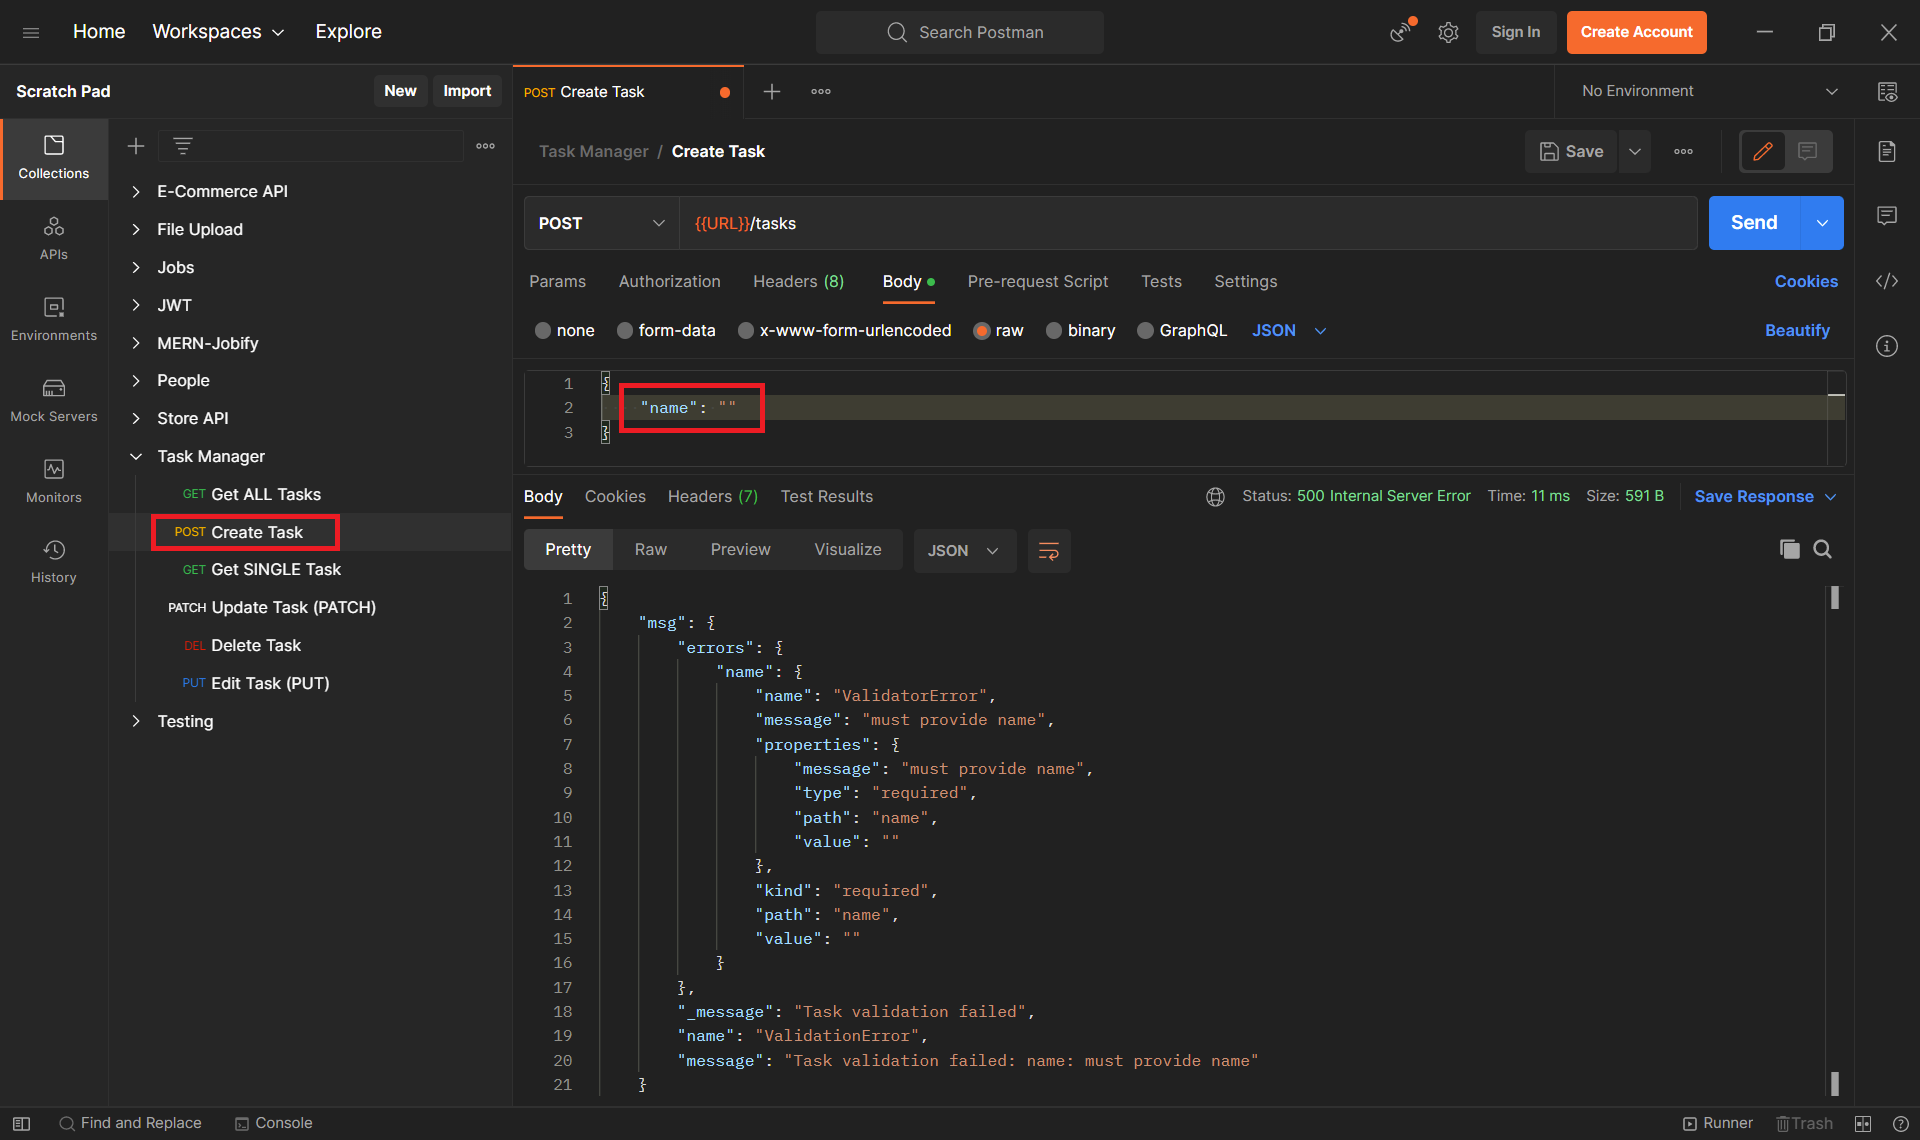 Home Workspaces Explore Search Postman Sign In Create Account
Scratch Pad New Import POST Create Task No Environment
Collections
APIs
Environments
Mock Servers
Monitors
History
E-Commerce API
File Upload
Jobs
JWT
MERN-Jobify
People
Store API
Task Manager
GET Get ALL Tasks
POST Create Task
GET Get SINGLE Task
PATCH Update Task (PATCH)
DEL Delete Task
PUT Edit Task (PUT)
Testing
Task Manager / Create Task Save
POST {{URL}}/tasks Send
Params Authorization Headers (8) Body Pre-request Script Tests Settings Cookies
none form-data x-www-form-urlencoded raw binary GraphQL JSON Beautify
1 {
2 "name": ""
3 }
Body Cookies Headers (7) Test Results Status: 500 Internal Server Error Time: 11 ms Size: 591 B Save Response
Pretty Raw Preview Visualize JSON
1 {
2 "msg": {
3 "errors": {
4 "name": {
5 "name": "ValidatorError",
6 "message": "must provide name",
7 "properties": {
8 "message": "must provide name",
9 "type": "required",
10 "path": "name",
11 "value": ""
12 },
13 "kind": "required",
14 "path": "name",
15 "value": ""
16 }
17 },
18 "_message": "Task validation failed",
19 "name": "ValidationError",
20 "message": "Task validation failed: name: must provide name"
21 }
Find and Replace Console Runner Trash